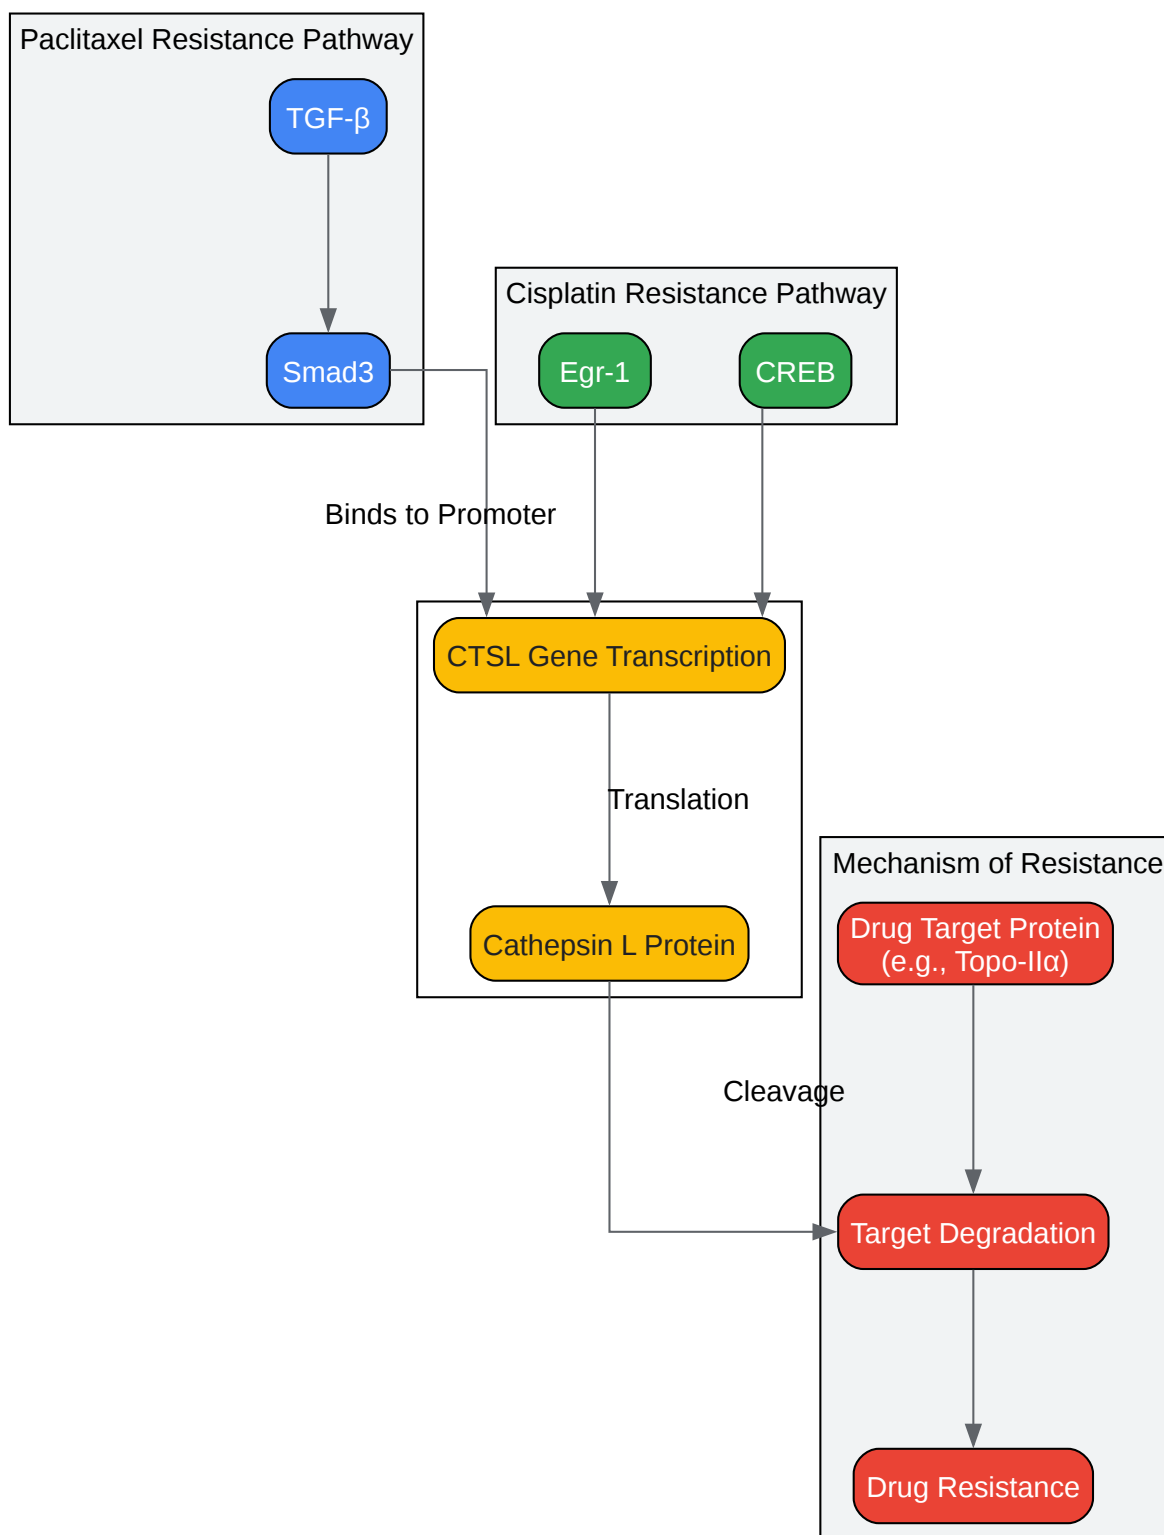 Paclitaxel Resistance Pathway
TGF-β
Smad3
Cisplatin Resistance Pathway
Egr-1
CREB
Binds to Promoter
CTSL Gene Transcription
Translation
Cathepsin L Protein
Mechanism of Resistance
Drug Target Protein
(e.g., Topo-IIα)
Cleavage
Target Degradation
Drug Resistance